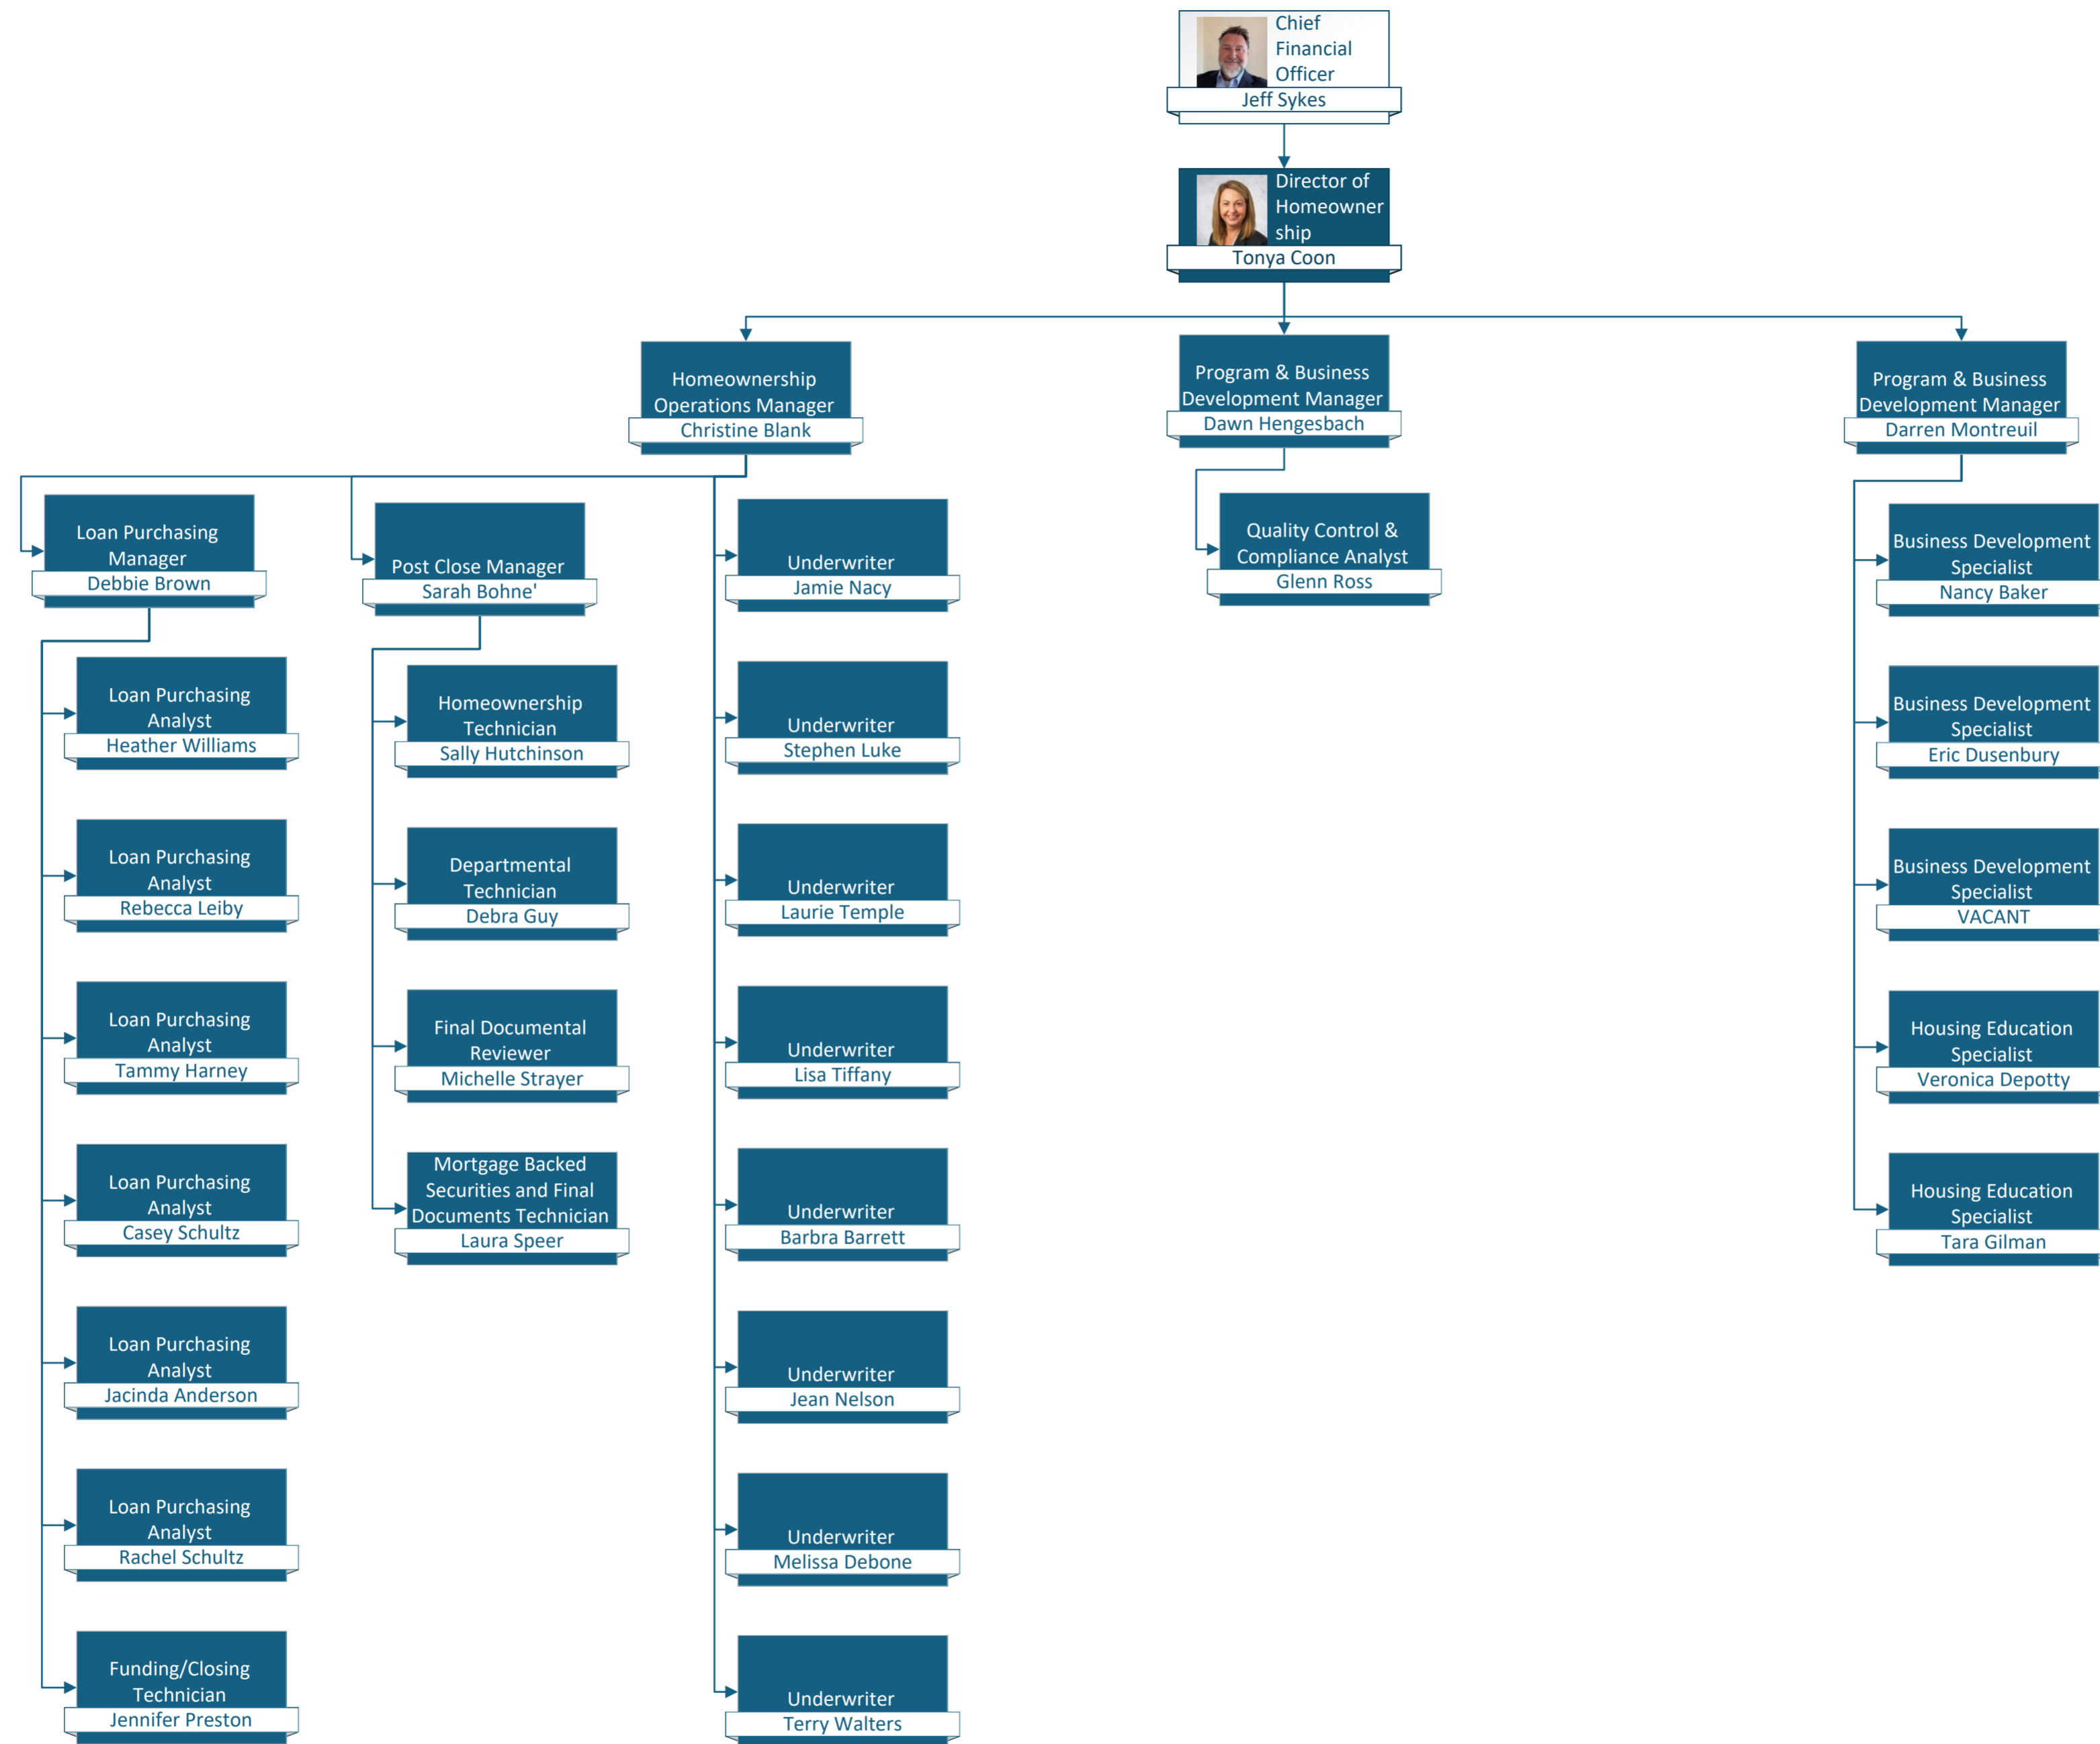 Chief
Financial
Officer
Jeff Sykes
Director of
Homeowner
ship
Tonya Coon
Homeownership
Operations Manager
Christine Blank
Program & Business
Development Manager
Dawn Hengesbach
Program & Business
Development Manager
Darren Montreuil
Loan Purchasing
Manager
Debbie Brown
Loan Purchasing
Analyst
Heather Williams
Loan Purchasing
Analyst
Rebecca Leiby
Loan Purchasing
Analyst
Tammy Harney
Loan Purchasing
Analyst
Casey Schultz
Loan Purchasing
Analyst
Jacinda Anderson
Loan Purchasing
Analyst
Rachel Schultz
Funding/Closing
Technician
Jennifer Preston
Post Close Manager
Sarah Bohne'
Homeownership
Technician
Sally Hutchinson
Departmental
Technician
Debra Guy
Final Documental
Reviewer
Michelle Strayer
Mortgage Backed
Securities and Final
Documents Technician
Laura Speer
Underwriter
Jamie Nacy
Underwriter
Stephen Luke
Underwriter
Laurie Temple
Underwriter
Lisa Tiffany
Underwriter
Barbra Barrett
Underwriter
Jean Nelson
Underwriter
Melissa Debone
Underwriter
Terry Walters
Quality Control &
Compliance Analyst
Glenn Ross
Business Development
Specialist
Nancy Baker
Business Development
Specialist
Eric Dusenbury
Business Development
Specialist
VACANT
Housing Education
Specialist
Veronica Depotty
Housing Education
Specialist
Tara Gilman